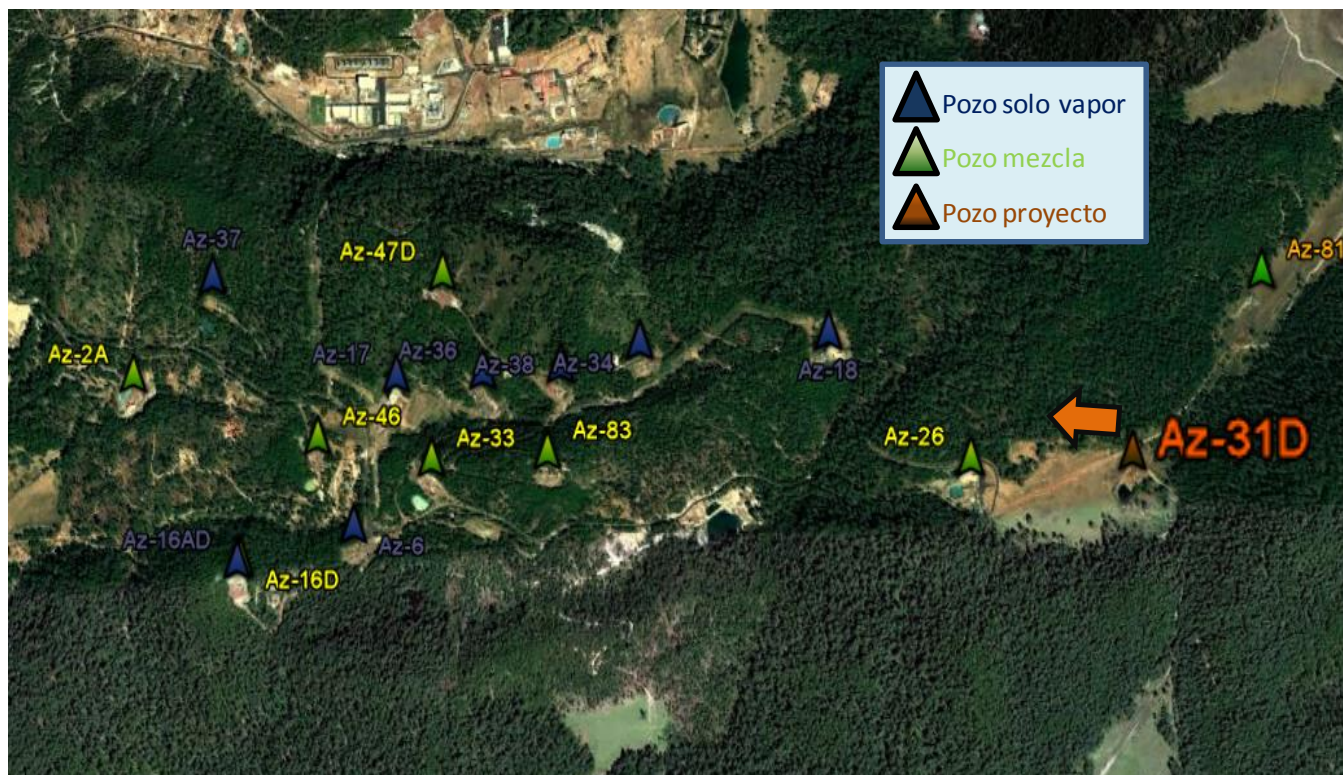 Pozo solo vapor
Pozo mezcla
Pozo proyecto
Az-37
Az-47D
Az-81
Az-2A
Az-17
Az-36
Az-38
Az-34
Az-18
Az-46
Az-33
Az-83
Az-26
Az-31D
Az-16AD
Az-6
Az-16D